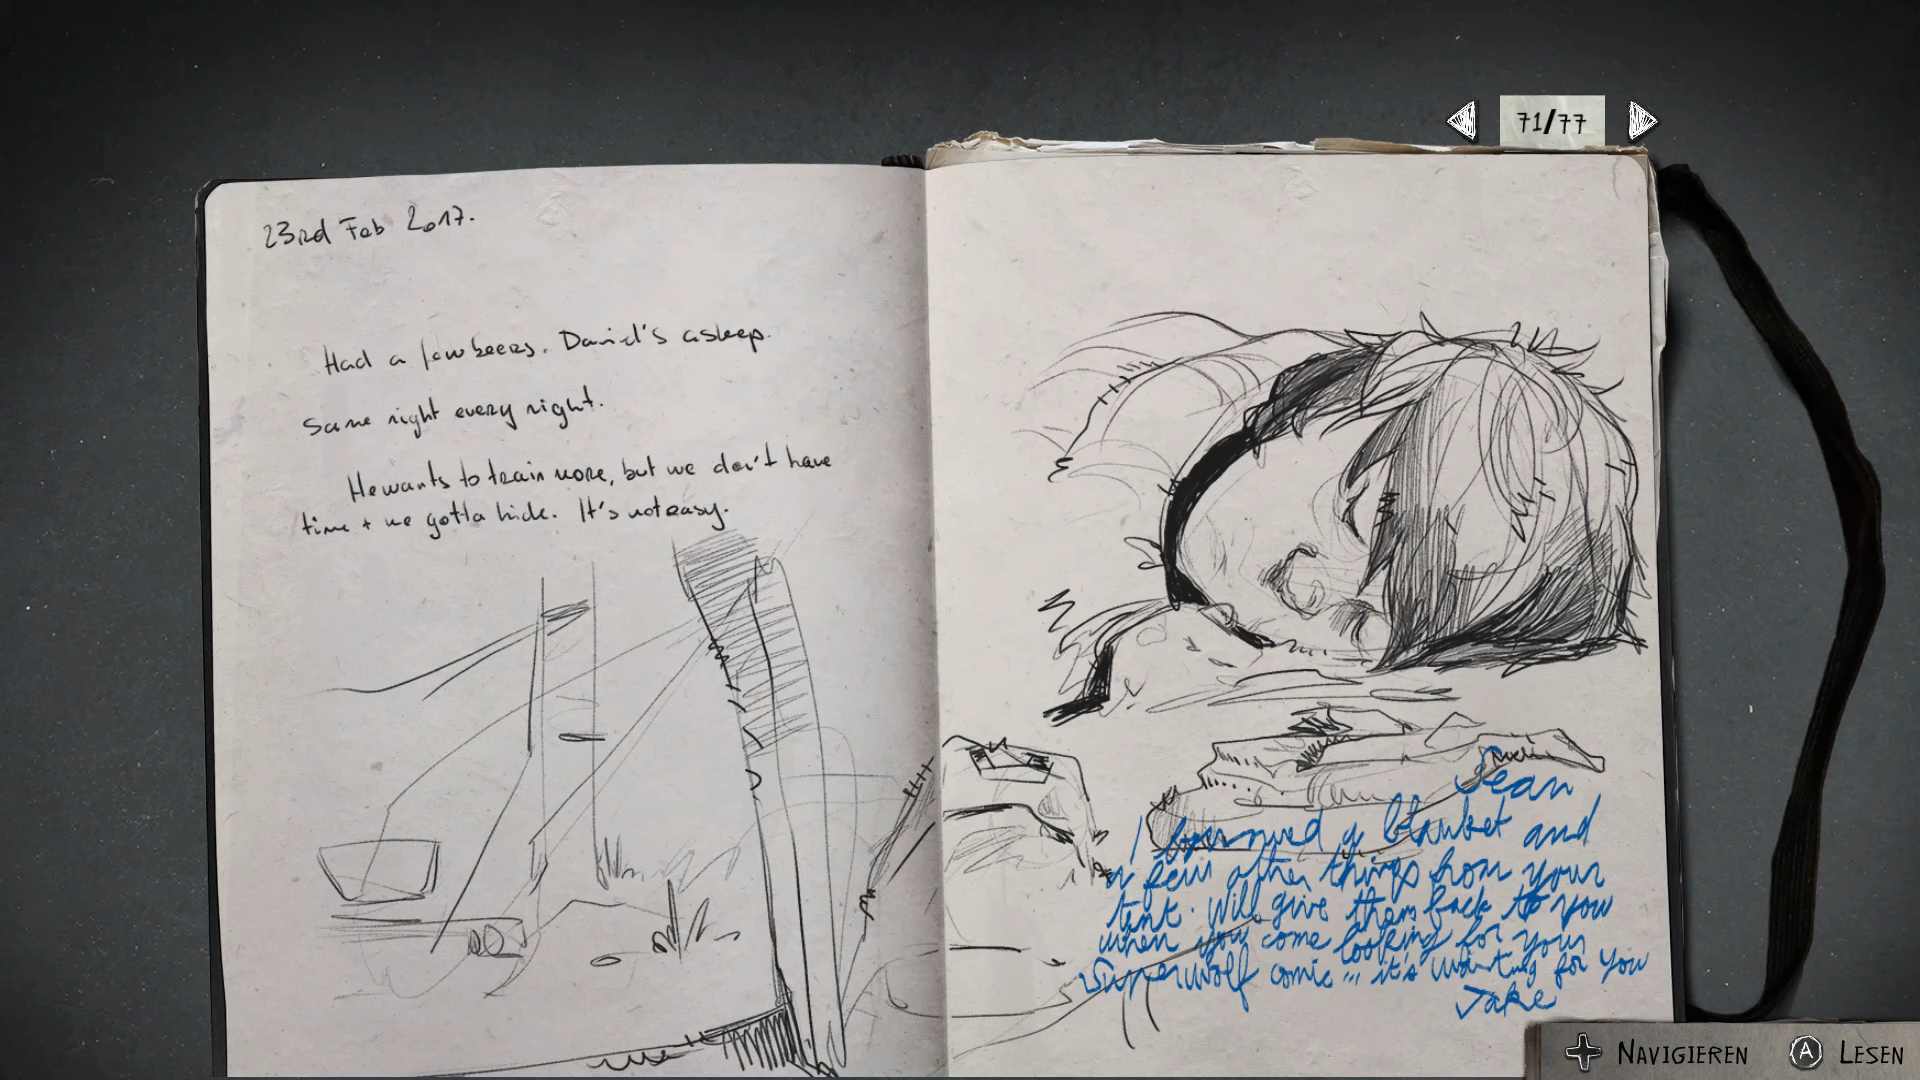 71/77
23rd Feb 2017.
Had a few beers. Daniel's asleep.
Same night every night.
He wants to train more, but we don't have
time + we gotta hide. It's not easy.
Sean
I borrowed a blanket and
a few other things from your
tent. Will give them back to you
when you come looking for your
Superwolf comic... it's waiting for you
Jake
NAVIGIEREN
A LESEN